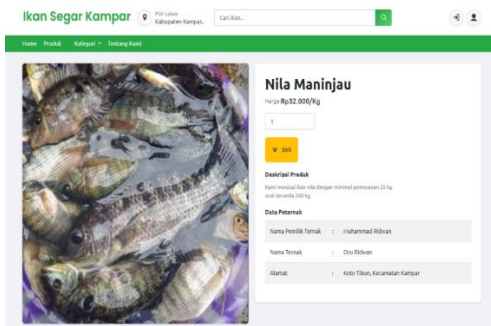 Ikan Segar Kampar
Pilih Lokasi
Kabupaten Kampar..
Cari Ikan..
Home Produk Kategori Tentang Kami
Nila Maninjau
Harga Rp32.000/Kg
1
Beli
Deskripsi Produk
Kami menjual ikan nila dengan minimal pemesanan 25 kg
stok tersedia 200 kg
Data Peternak
Nama Pemilik Ternak : Muhammad Ridwan
Nama Ternak : Ocu Ridwan
Alamat : Koto Tibun, Kecamatan Kampar